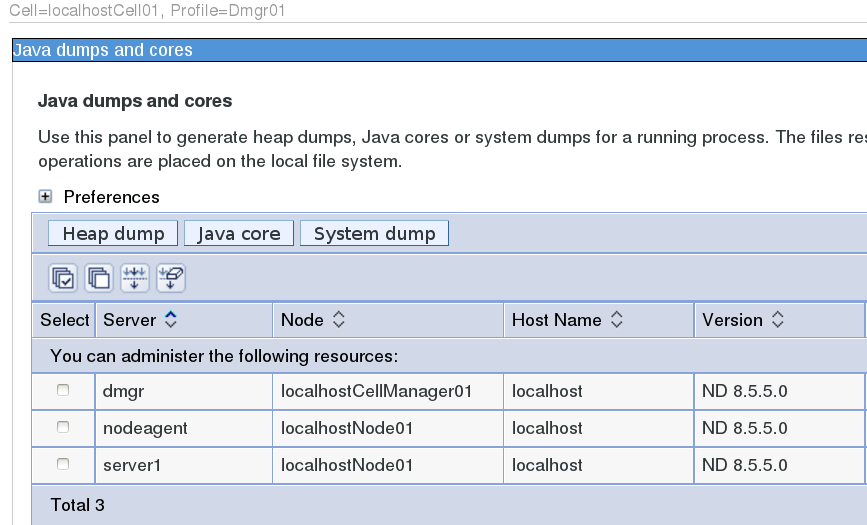 Cell=localhostCell01, Profile=Dmgr01
Java dumps and cores
Java dumps and cores
Use this panel to generate heap dumps, Java cores or system dumps for a running process. The files
operations are placed on the local file system.
Preferences
Heap dump Java core System dump
Select Server Node Host Name Version
You can administer the following resources:
dmgr localhostCellManager01 localhost ND 8.5.5.0
nodeagent localhostNode01 localhost ND 8.5.5.0
server1 localhostNode01 localhost ND 8.5.5.0
Total 3